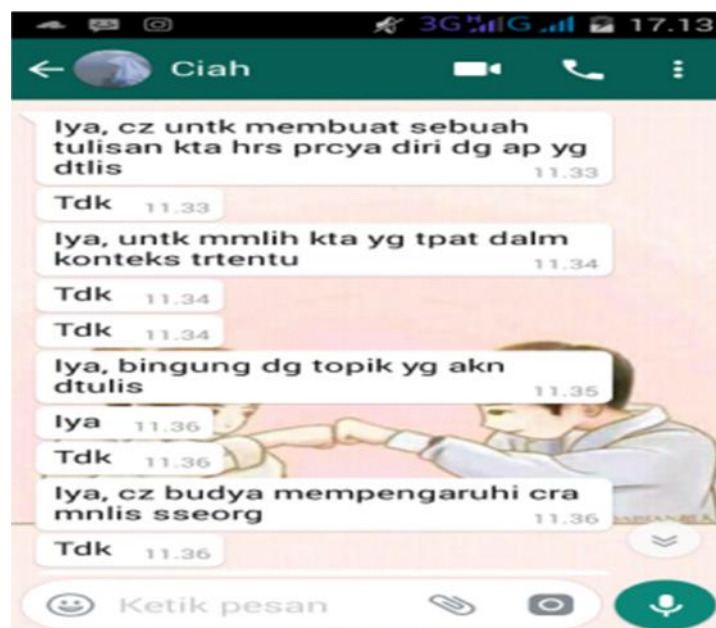 3G H G 17.13
Ciah
Iya, cz untk membuat sebuah
tulisan kta hrs prcya diri dg ap yg
dtlis 11.33
Tdk 11.33
Iya, untk mmlih kta yg tpat dalm
konteks trtentu 11.34
Tdk 11.34
Tdk 11.34
Iya, bingung dg topik yg akn
dtulis 11.35
Iya 11.36
Tdk 11.36
Iya, cz budya mempengaruhi cra
mnlis sseorg 11.36
Tdk 11.36
Ketik pesan